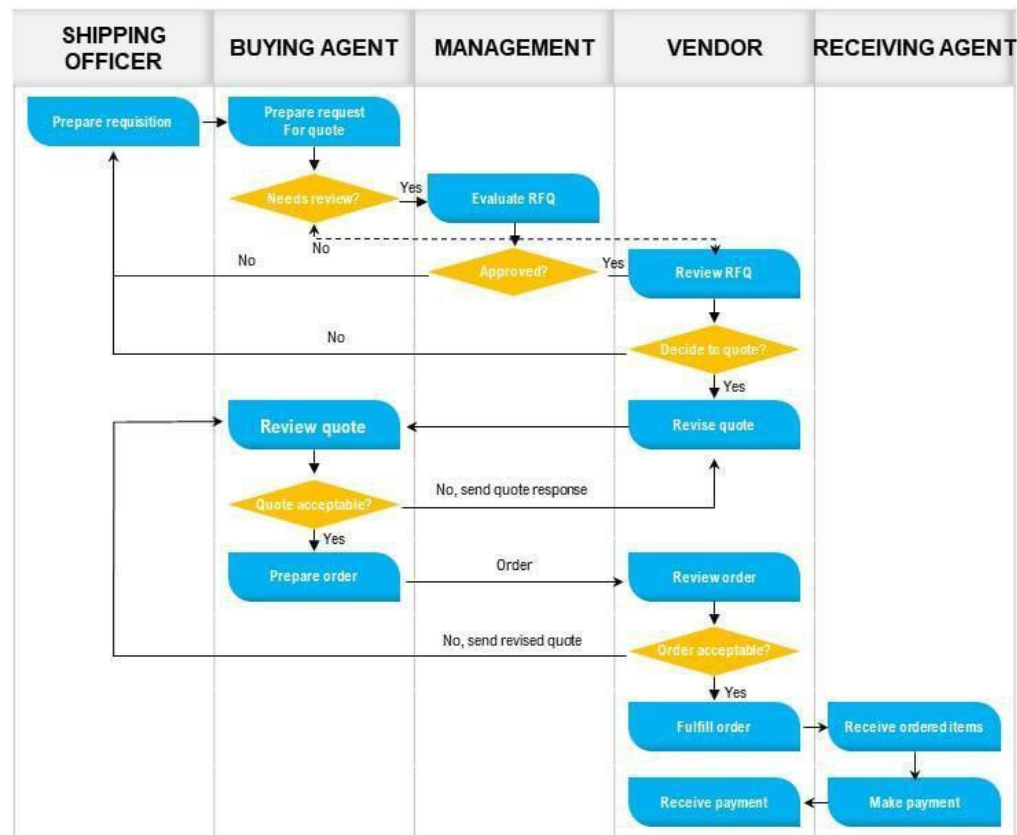 SHIPPING
OFFICER
BUYING AGENT
MANAGEMENT
VENDOR
RECEIVING AGENT
Prepare requisition
Prepare request
For quote
Needs review?
Yes
Evaluate RFQ
No
No
Approved?
Yes
Review RFQ
No
Decide to quote?
Yes
Review quote
Revise quote
Quote acceptable?
No, send quote response
Yes
Prepare order
Order
Review order
No, send revised quote
Order acceptable?
Yes
Fulfill order
Receive ordered items
Receive payment
Make payment